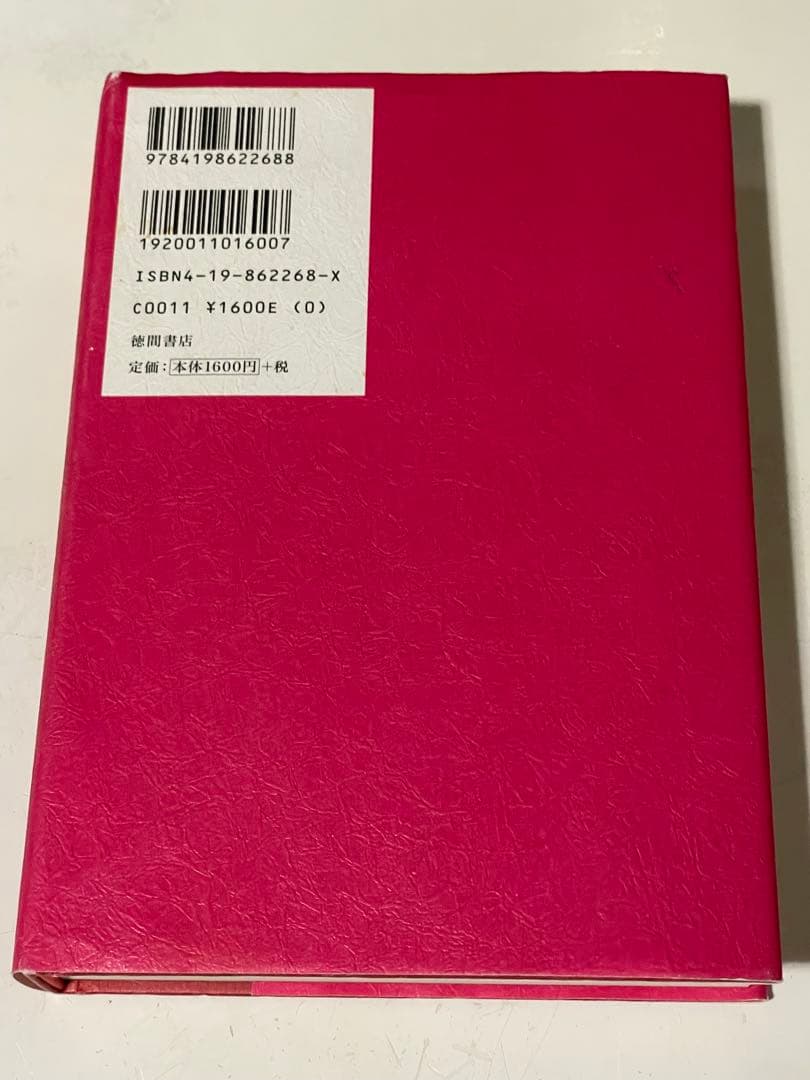 9784198622688
1920011016007
ISBN4-19-862268-X
C0011 ¥1600E (0)
徳間書店
定価：本体1600円+税